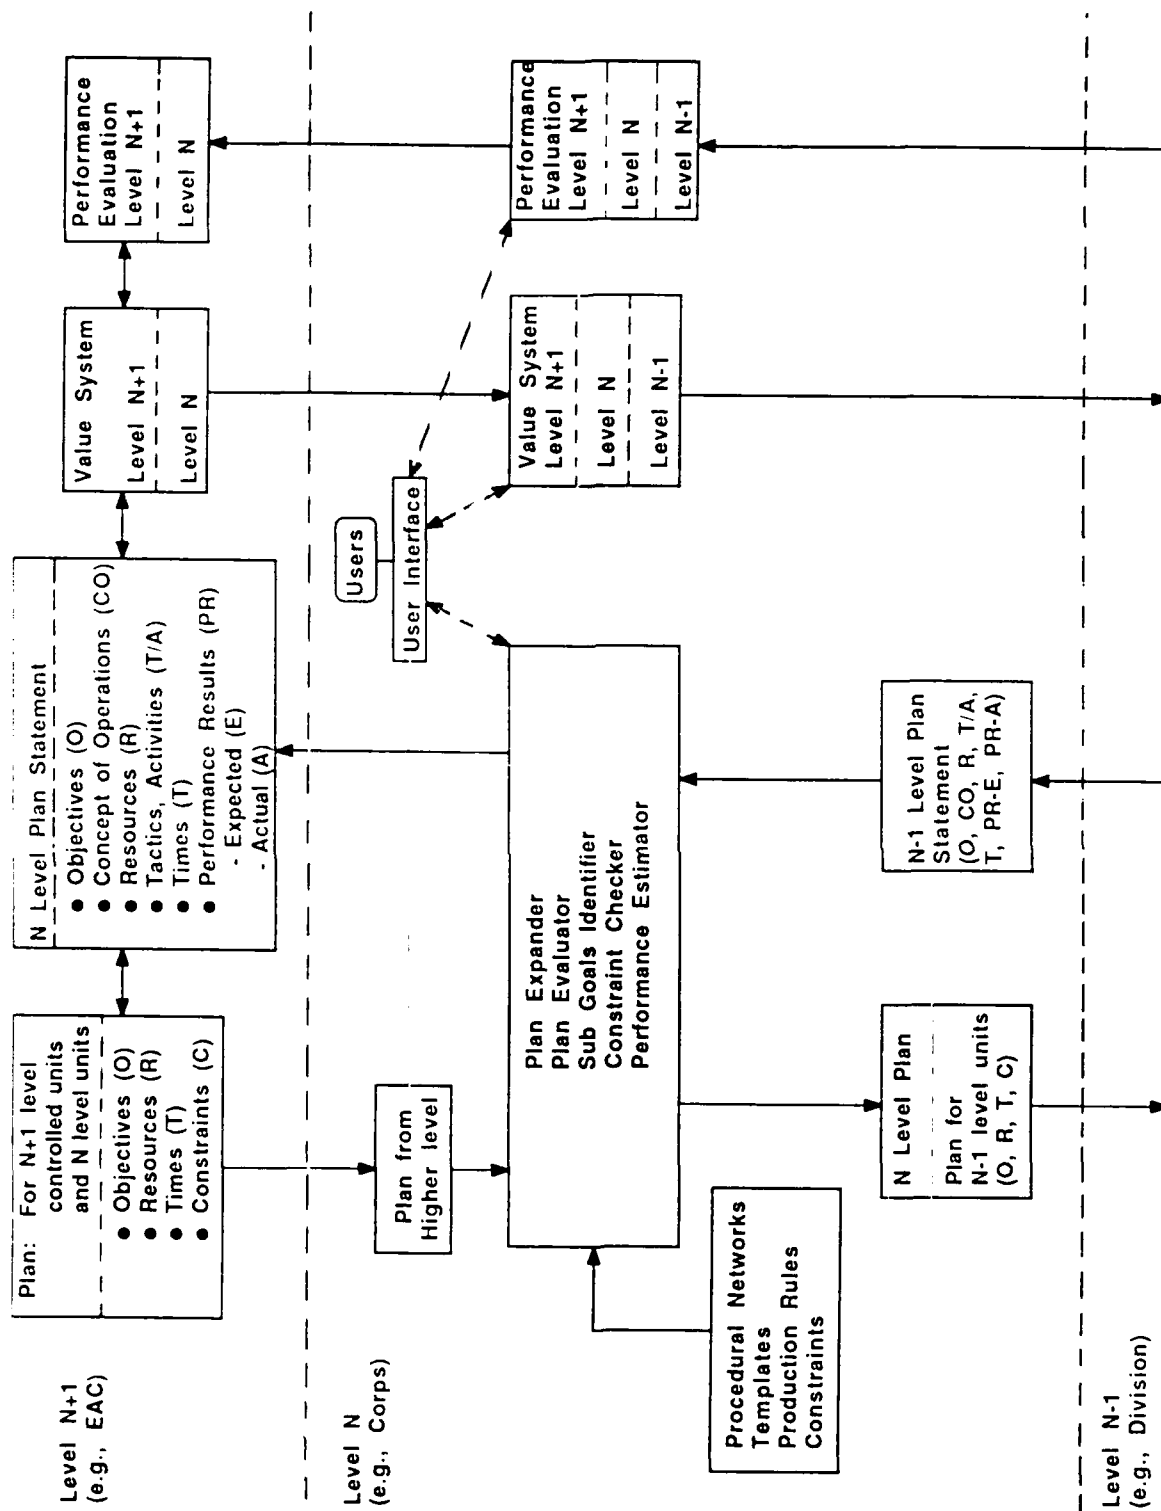 Level N+1
(e.g., EAC)
Plan: For N+1 level
controlled units
and N level units
● Objectives (O)
● Resources (R)
● Times (T)
● Constraints (C)
N Level Plan Statement
● Objectives (O)
● Concept of Operations (CO)
● Resources (R)
● Tactics, Activities (T/A)
● Times (T)
● Performance Results (PR)
- Expected (E)
- Actual (A)
Value System
Level N+1
Level N
Performance
Evaluation
Level N+1
Level N
Level N
(e.g., Corps)
Plan from
Higher level
Users
User Interface
Plan Expander
Plan Evaluator
Sub Goals Identifier
Constraint Checker
Performance Estimator
Value System
Level N+1
Level N
Level N-1
Performance
Evaluation
Level N+1
Level N
Level N-1
Procedural Networks
Templates
Production Rules
Constraints
N Level Plan
Plan for
N-1 level units
(O, R, T, C)
N-1 Level Plan
Statement
(O, CO, R, T/A,
T, PR-E, PR-A)
Level N-1
(e.g., Division)